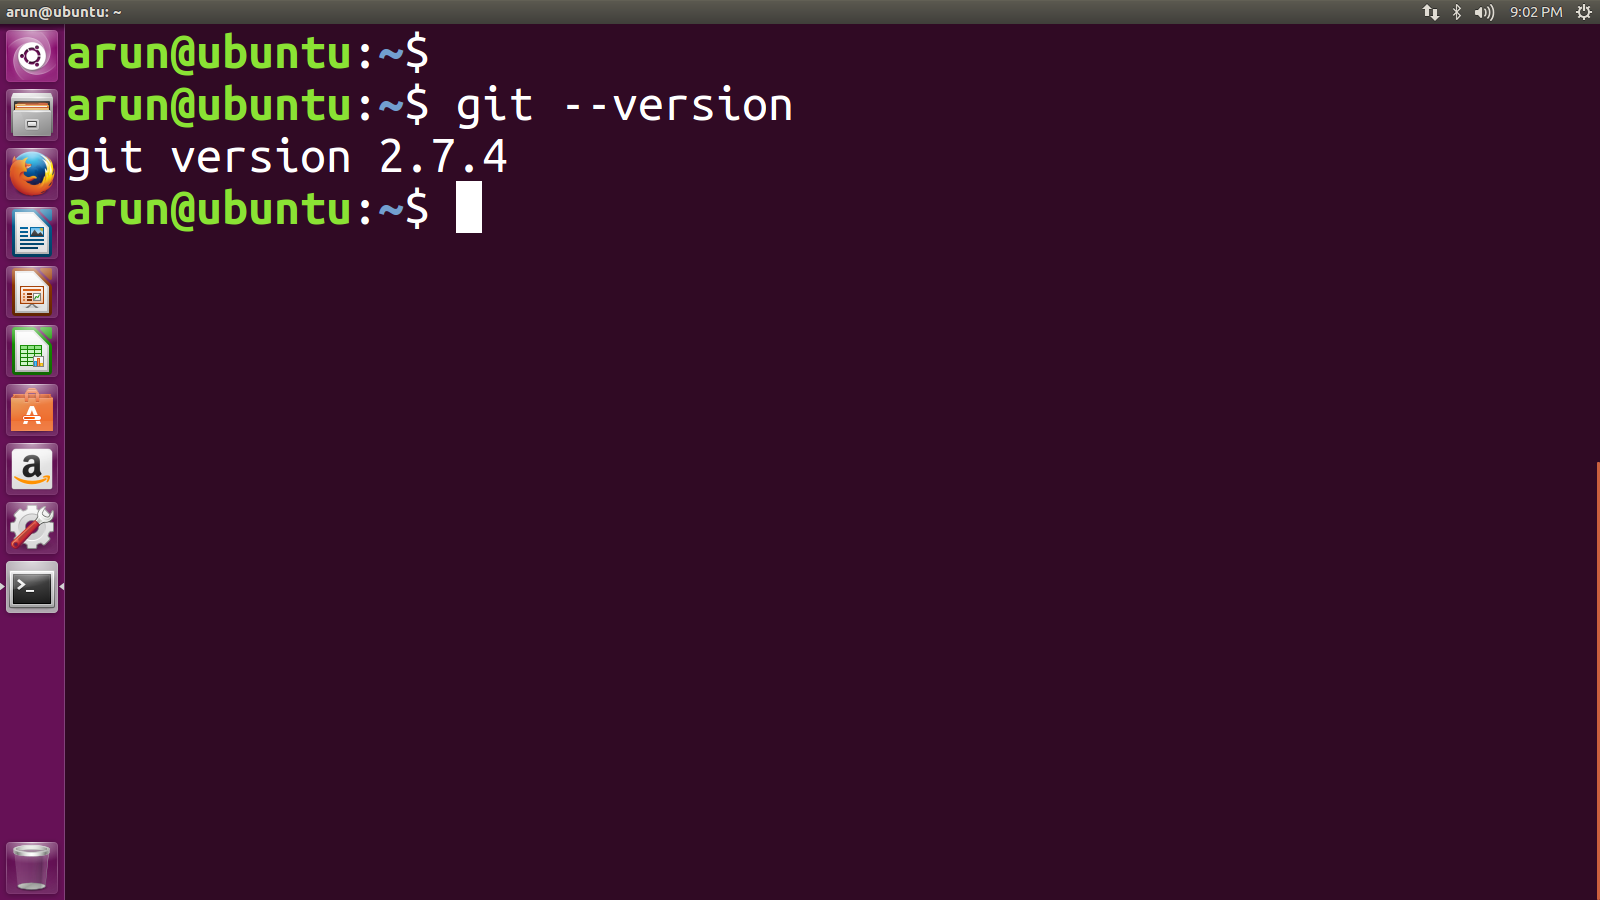 arun@ubuntu: ~
9:02 PM
arun@ubuntu:~$
arun@ubuntu:~$ git --version
git version 2.7.4
arun@ubuntu:~$